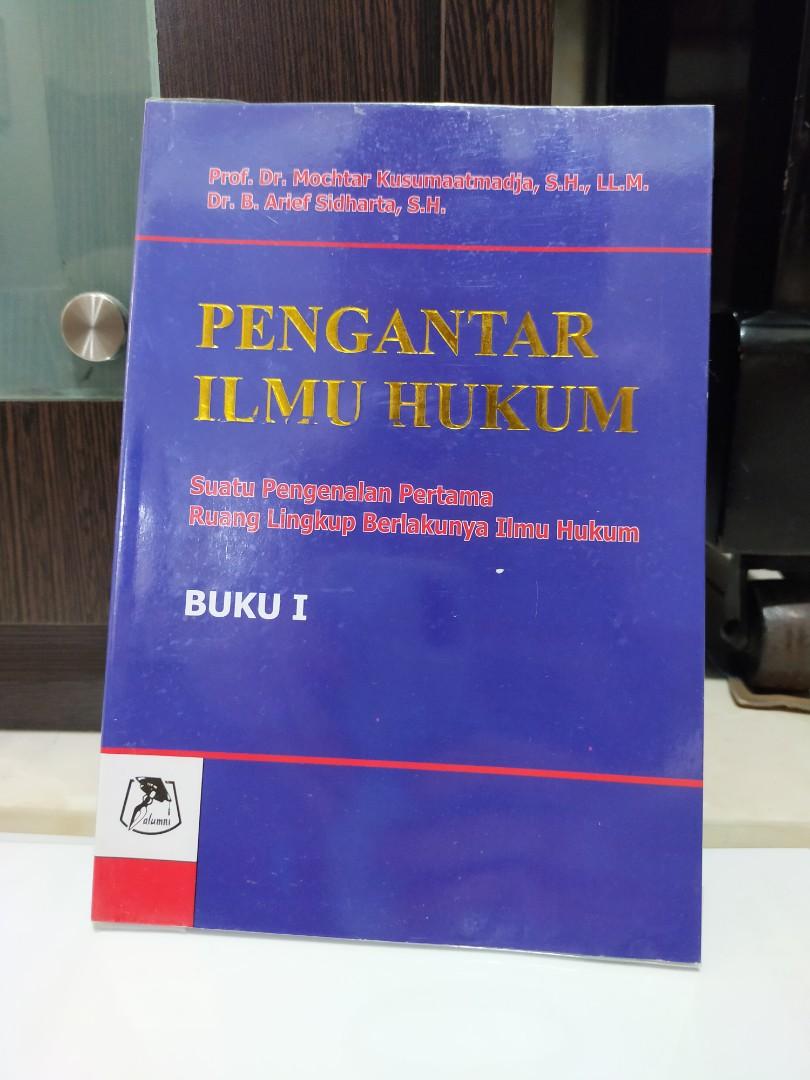 Prof. Dr. Mochtar Kusumaatmadja, S.H., LL.M.
Dr. B. Arief Sidharta, S.H.
PENGANTAR
ILMU HUKUM
Suatu Pengenalan Pertama
Ruang Lingkup Berlakunya Ilmu Hukum
BUKU I
alumni